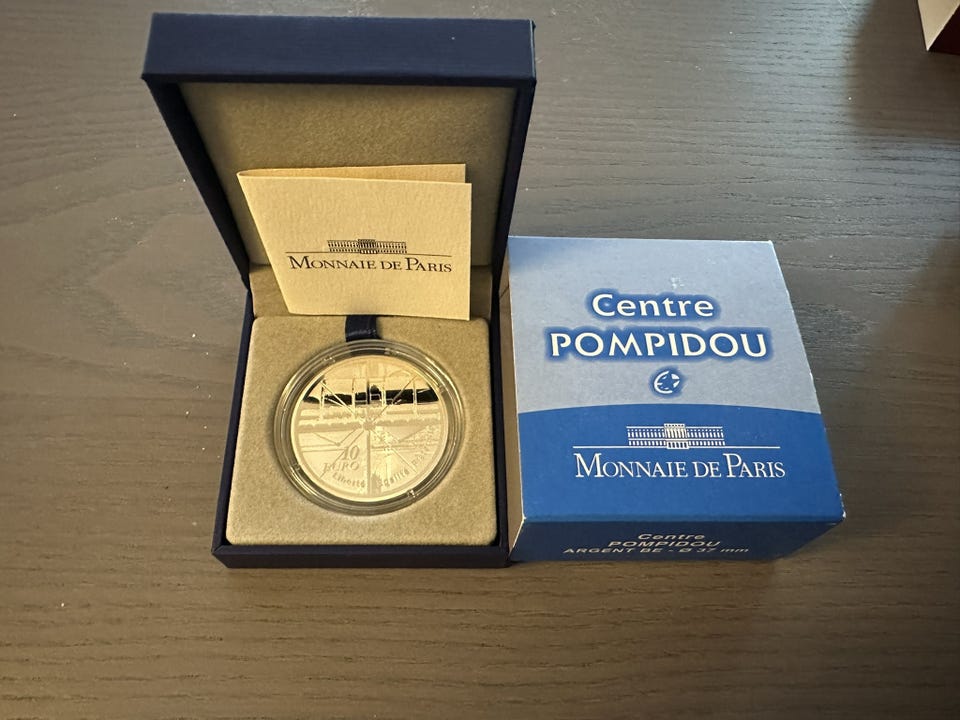 MONNAIE DE PARIS
10
EURO
Liberté Égalité
Centre
POMPIDOU
MONNAIE DE PARIS
Centre
POMPIDOU
ARGENT BE - Ø 37 mm